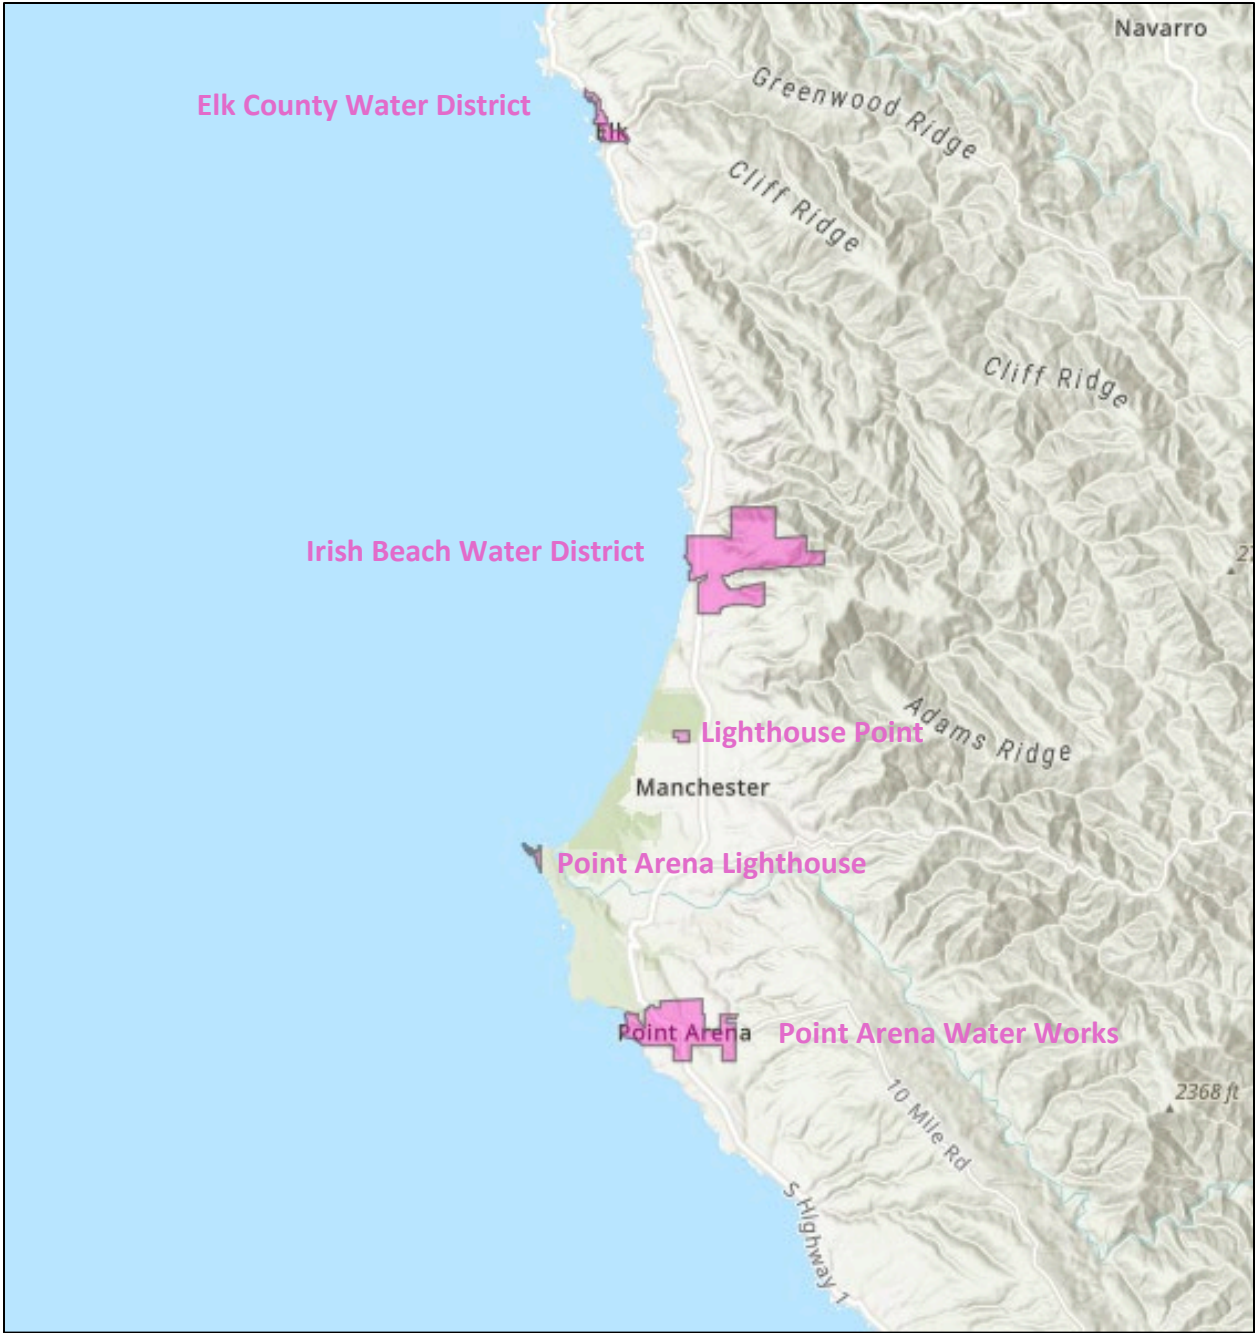 Navarro
Greenwood Ridge
Elk County Water District
Elk
Cliff Ridge
Cliff Ridge
Irish Beach Water District
Lighthouse Point
Adams Ridge
Manchester
Point Arena Lighthouse
Point Arena
Point Arena Water Works
2368 ft
10 Mile Rd
S Highway 1